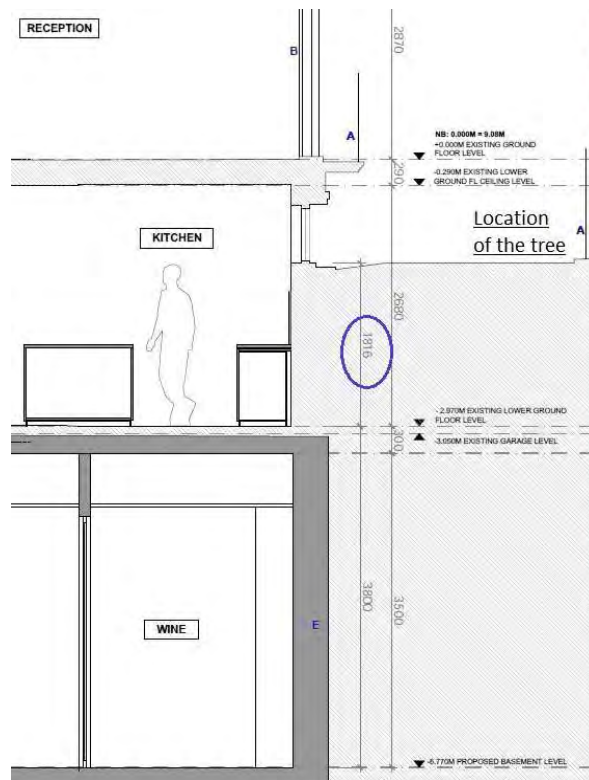 RECEPTION
2870
B
A
NB: 0.000M = 9.08M
+0.000M EXISTING GROUND
FLOOR LEVEL
290
-0.290M EXISTING LOWER
GROUND FL CEILING LEVEL
Location
of the tree
A
KITCHEN
2680
1816
- 2.970M EXISTING LOWER GROUND
FLOOR LEVEL
300
-3.050M EXISTING GARAGE LEVEL
3800
3500
WINE
E
-6.770M PROPOSED BASEMENT LEVEL